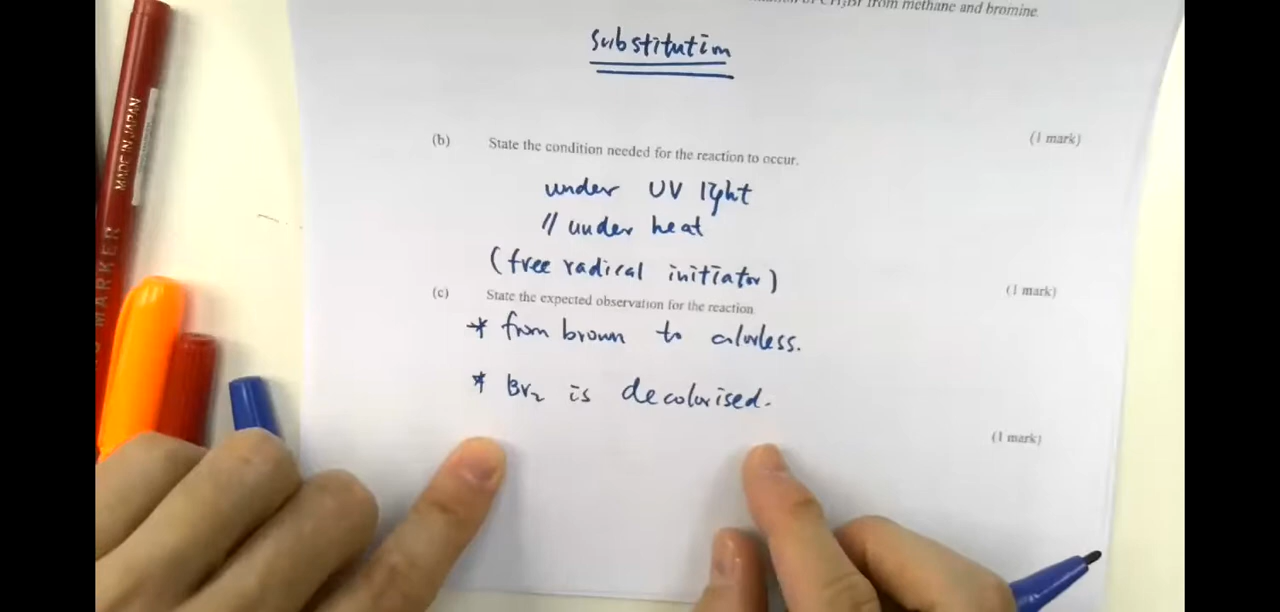 from methane and bromine.
Substitution
(1 mark)
(b) State the condition needed for the reaction to occur.
under UV light
// under heat
(free radical initiator)
(1 mark)
(c) State the expected observation for the reaction
* from brown to colorless.
* Br₂ is decolorised.
(1 mark)
MADE IN JAPAN
MARKER